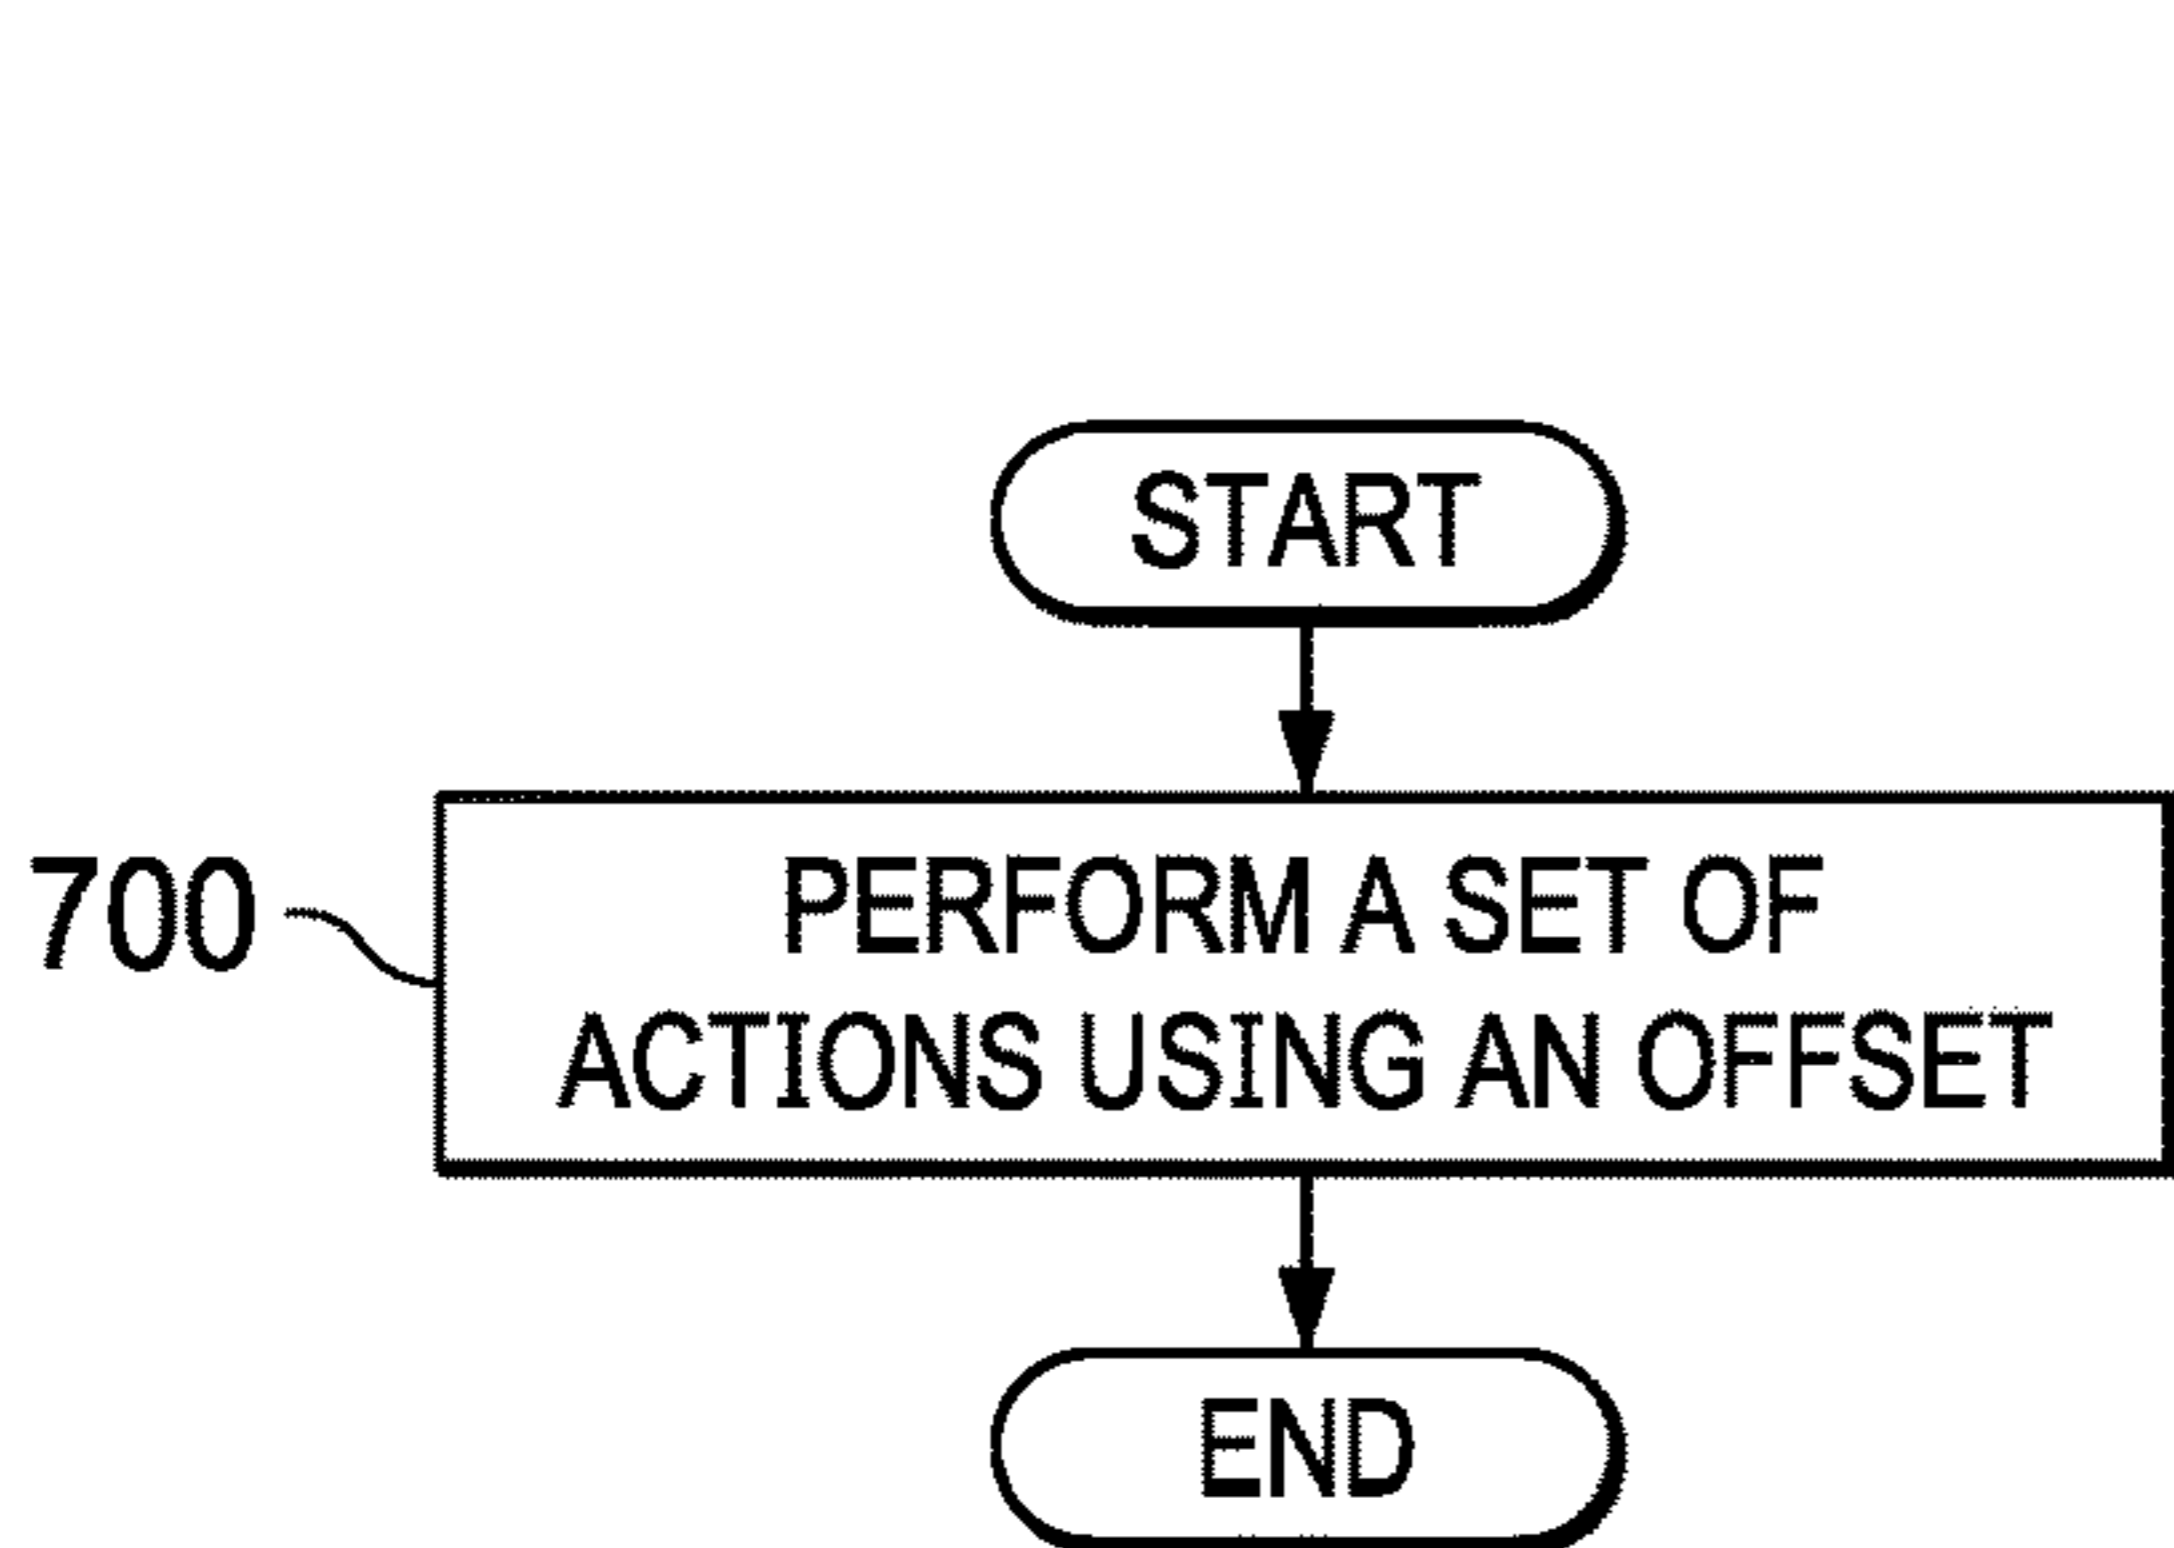 START
700
PERFORM A SET OF
ACTIONS USING AN OFFSET
END